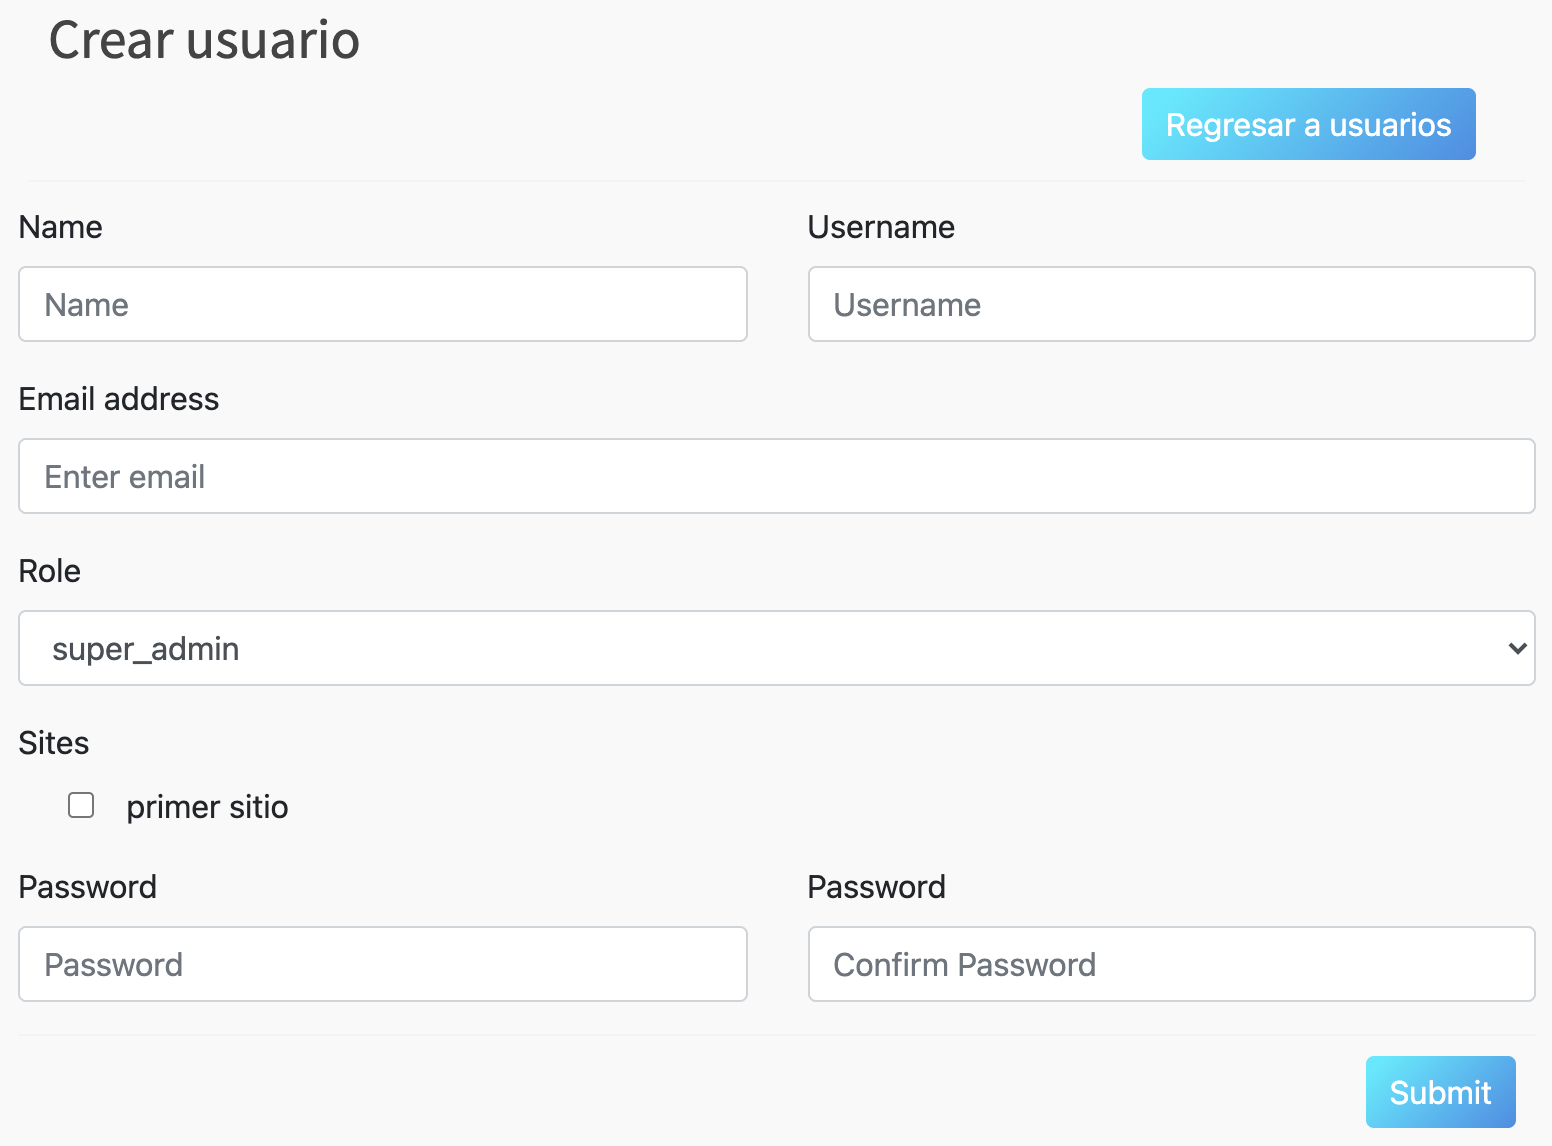 Crear usuario
Regresar a usuarios
Name
Username
Name
Username
Email address
Enter email
Role
super_admin
Sites
primer sitio
Password
Password
Password
Confirm Password
Submit